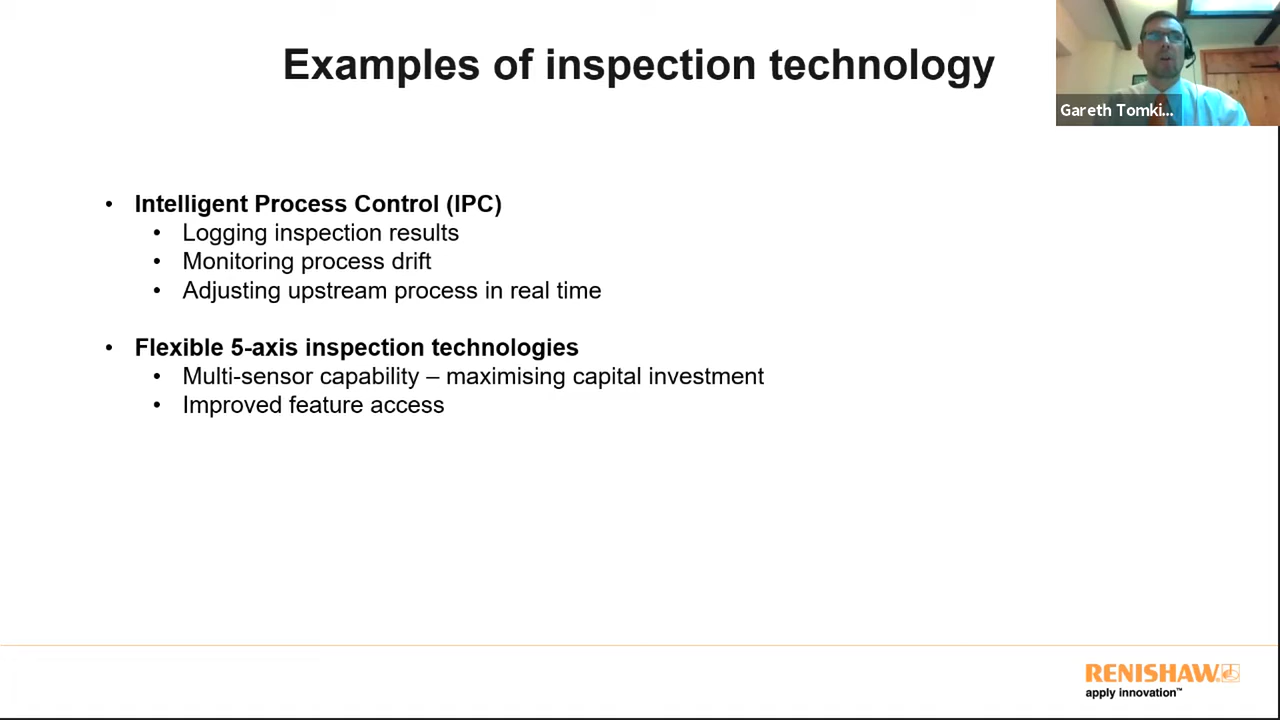 Examples of inspection technology
Gareth Tomki...
• Intelligent Process Control (IPC)
• Logging inspection results
• Monitoring process drift
• Adjusting upstream process in real time
• Flexible 5-axis inspection technologies
• Multi-sensor capability – maximising capital investment
• Improved feature access
RENISHAW
apply innovation™